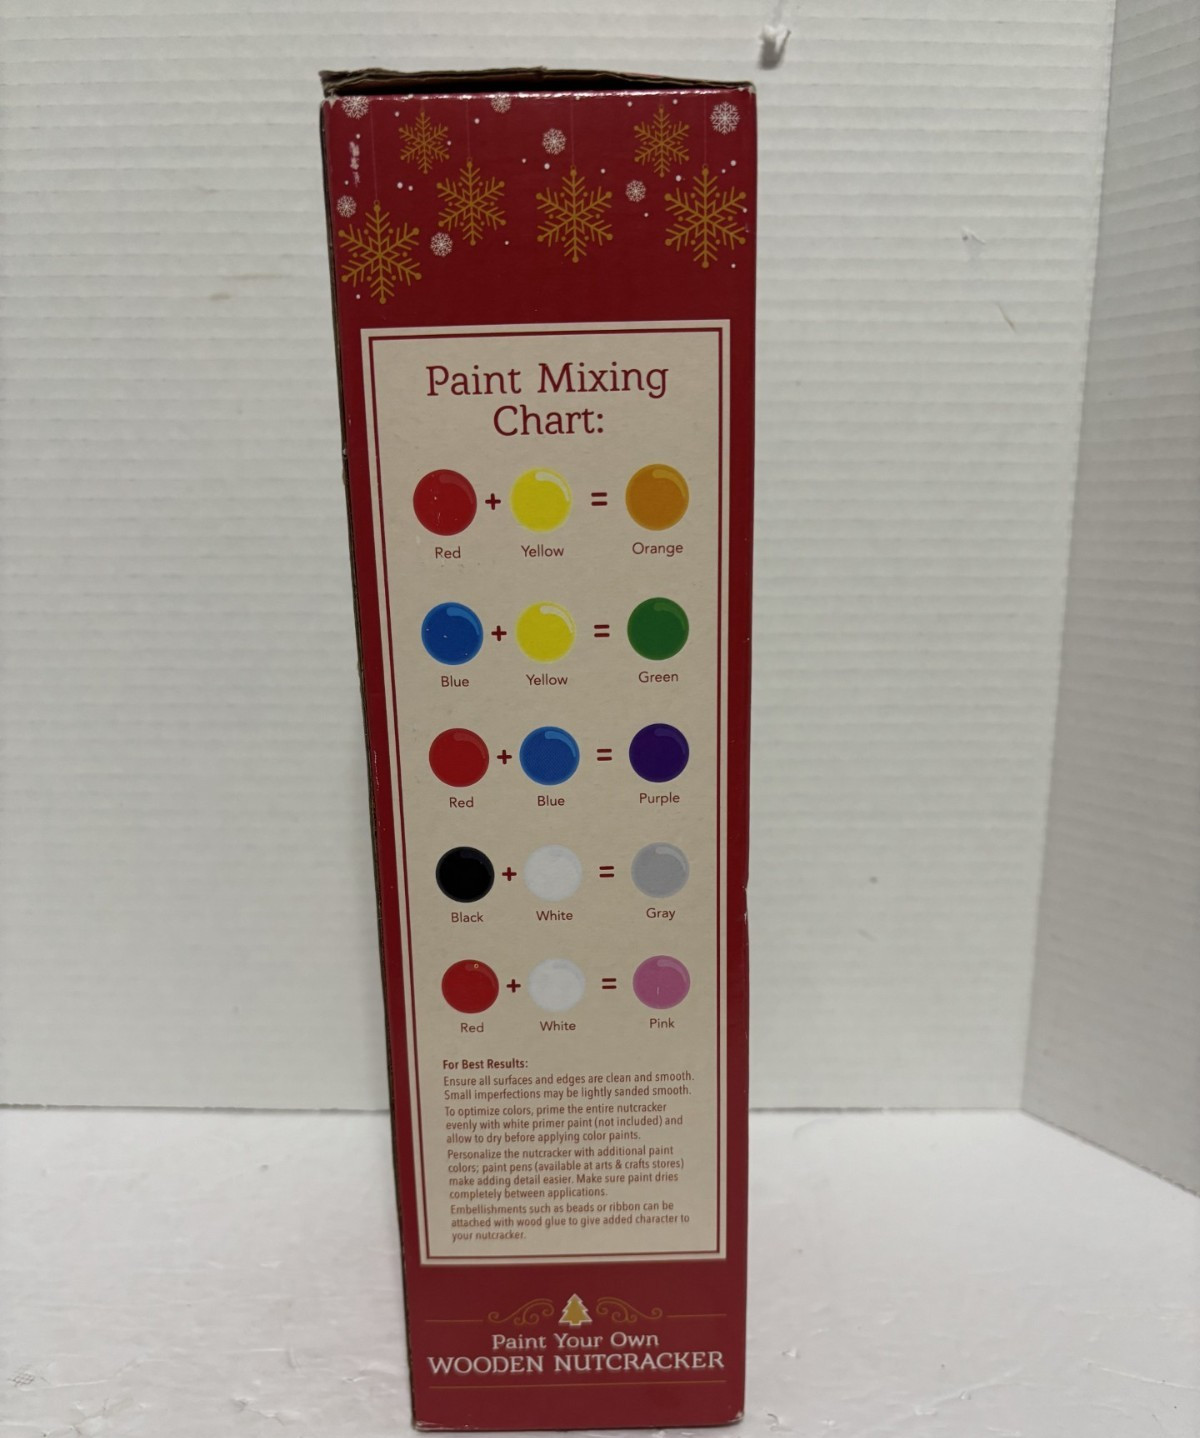 Paint Mixing
Chart:
Red + Yellow = Orange
Blue + Yellow = Green
Red + Blue = Purple
Black + White = Gray
Red + White = Pink
For Best Results:
Ensure all surfaces and edges are clean and smooth.
Small imperfections may be lightly sanded smooth.
To optimize colors, prime the entire nutcracker
evenly with white primer paint (not included) and
allow to dry before applying color paints.
Personalize the nutcracker with additional paint
colors; paint pens (available at arts & crafts stores)
make adding detail easier. Make sure paint dries
completely between applications.
Embellishments such as beads or ribbon can be
attached with wood glue to give added character to
your nutcracker.
Paint Your Own
WOODEN NUTCRACKER